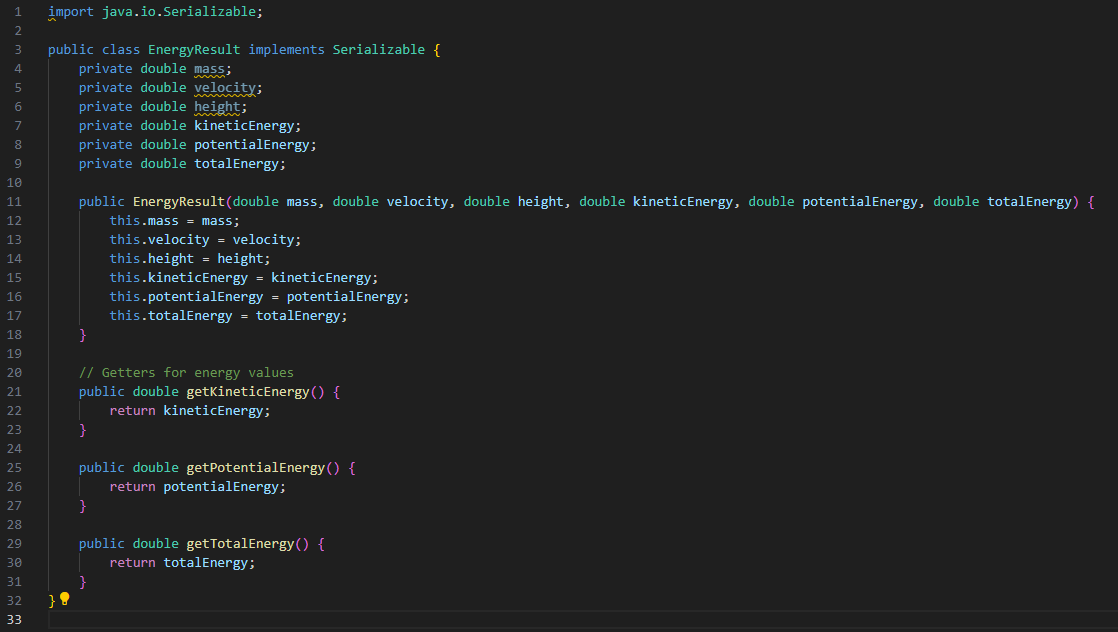 1 import java.io.Serializable;
2
3 public class EnergyResult implements Serializable {
4     private double mass;
5     private double velocity;
6     private double height;
7     private double kineticEnergy;
8     private double potentialEnergy;
9     private double totalEnergy;
10
11     public EnergyResult(double mass, double velocity, double height, double kineticEnergy, double potentialEnergy, double totalEnergy) {
12         this.mass = mass;
13         this.velocity = velocity;
14         this.height = height;
15         this.kineticEnergy = kineticEnergy;
16         this.potentialEnergy = potentialEnergy;
17         this.totalEnergy = totalEnergy;
18     }
19
20     // Getters for energy values
21     public double getKineticEnergy() {
22         return kineticEnergy;
23     }
24
25     public double getPotentialEnergy() {
26         return potentialEnergy;
27     }
28
29     public double getTotalEnergy() {
30         return totalEnergy;
31     }
32 }
33